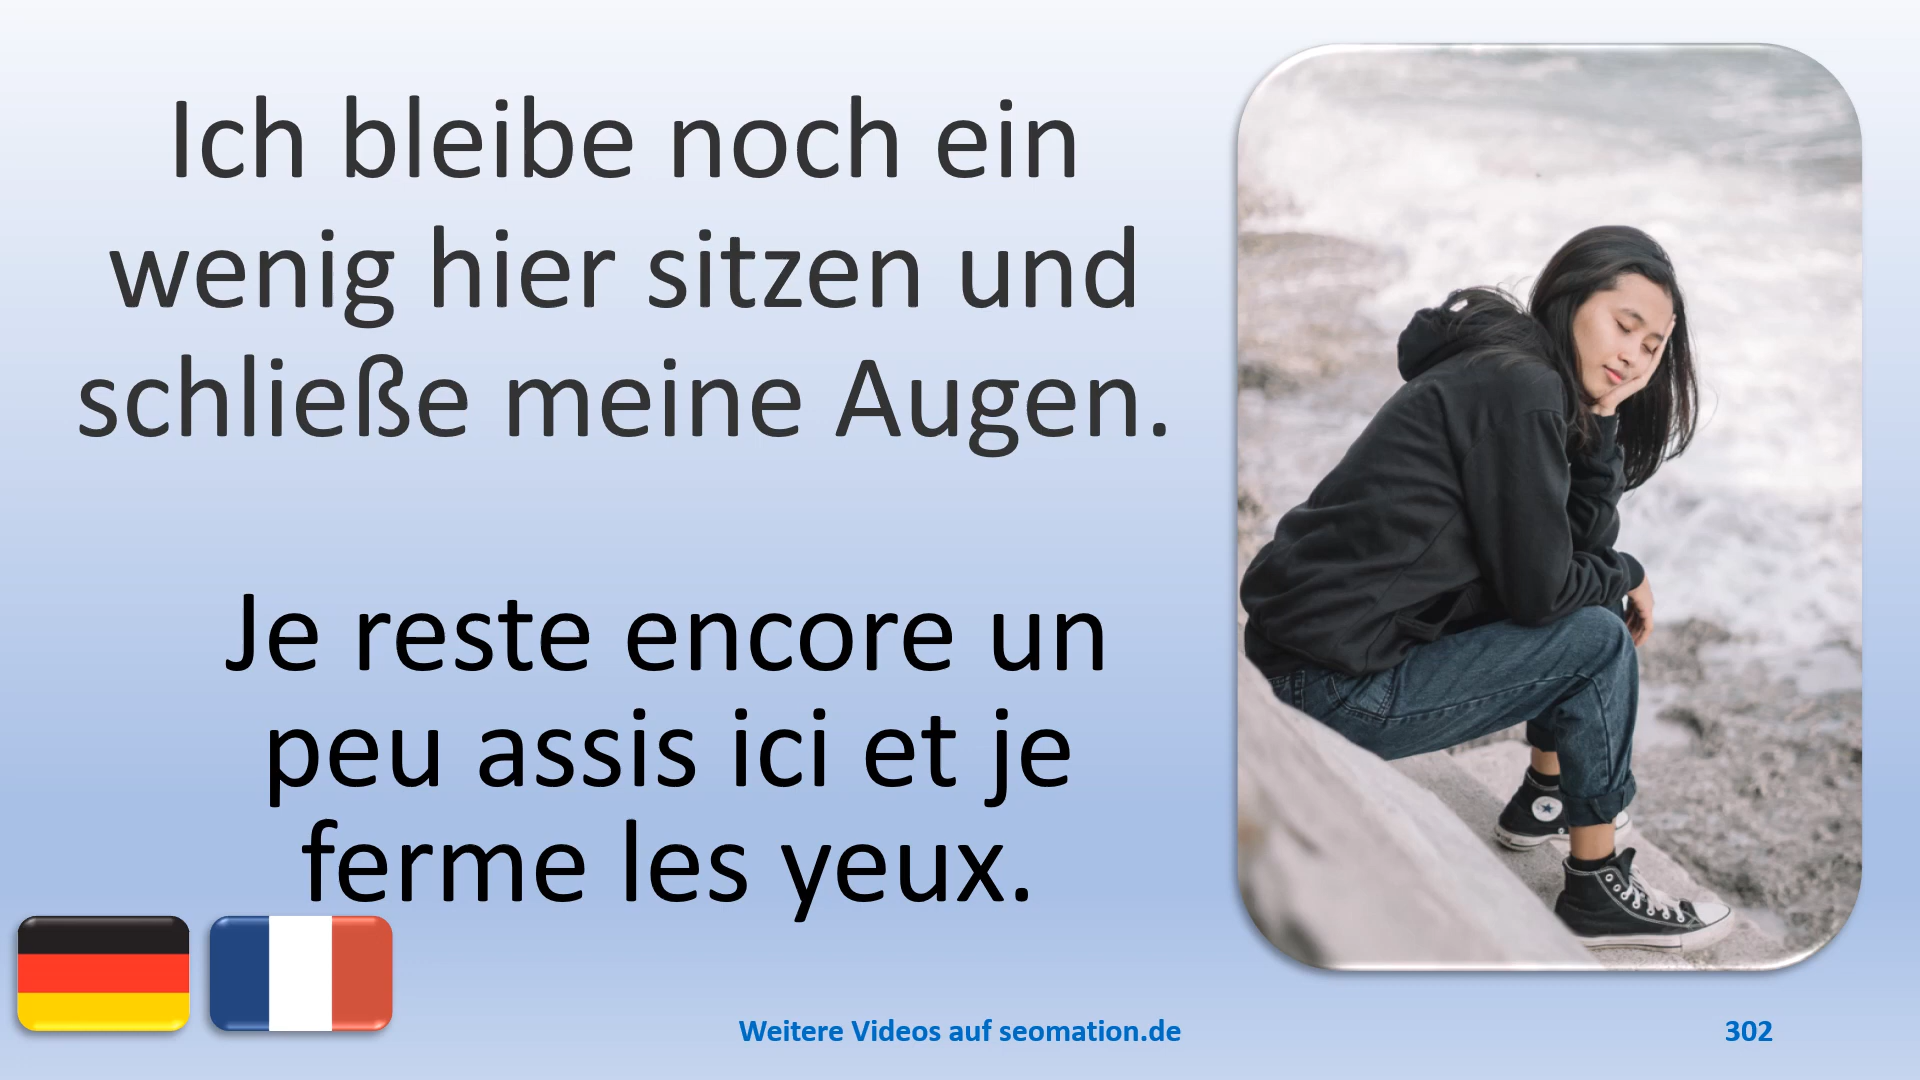 Ich bleibe noch ein
wenig hier sitzen und
schließe meine Augen.
Je reste encore un
peu assis ici et je
ferme les yeux.
Weitere Videos auf seomation.de
302